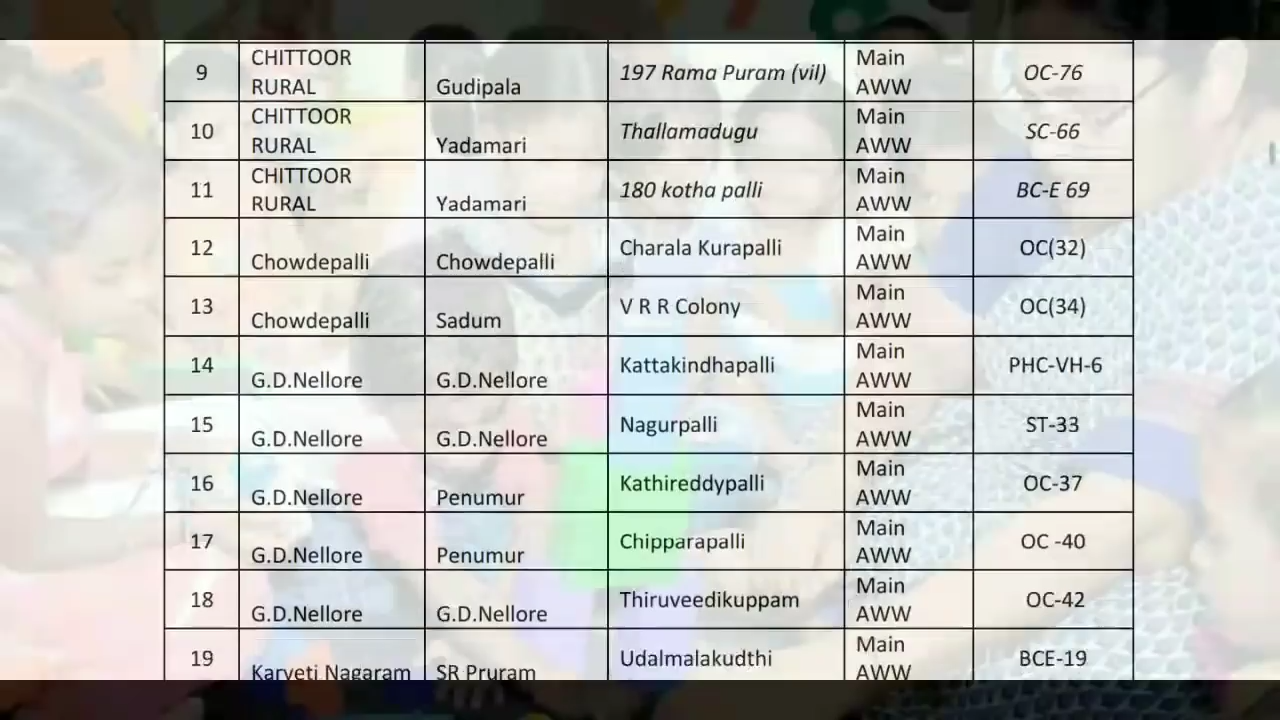 9 CHITTOOR RURAL Gudipala 197 Rama Puram (vil) Main AWW OC-76
10 CHITTOOR RURAL Yadamari Thallamadugu Main AWW SC-66
11 CHITTOOR RURAL Yadamari 180 kotha palli Main AWW BC-E 69
12 Chowdepalli Chowdepalli Charala Kurapalli Main AWW OC(32)
13 Chowdepalli Sadum V R R Colony Main AWW OC(34)
14 G.D.Nellore G.D.Nellore Kattakindhapalli Main AWW PHC-VH-6
15 G.D.Nellore G.D.Nellore Nagurpalli Main AWW ST-33
16 G.D.Nellore Penumur Kathireddypalli Main AWW OC-37
17 G.D.Nellore Penumur Chipparapalli Main AWW OC -40
18 G.D.Nellore G.D.Nellore Thiruveedikuppam Main AWW OC-42
19 Karveti Nagaram SR Pruram Udalmalakudthi Main AWW BCE-19